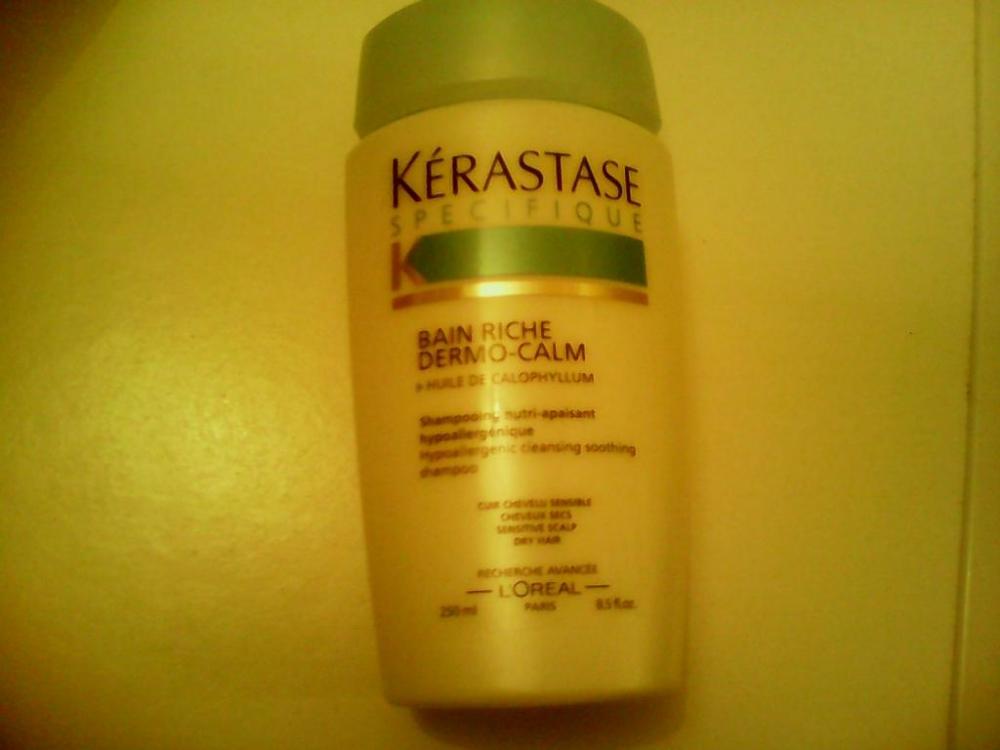 KÉRASTASE
SPECIFIQUE
K
BAIN RICHE
DERMO-CALM
HUILE DE CALOPHYLLUM
Shampooing nutri-apaisant
hypoallergénique
Hypoallergenic cleansing soothing
shampoo
CUIR CHEVELU SENSIBLE
CHEVEUX SECS
SENSITIVE SCALP
DRY HAIR
RECHERCHE AVANCÉE
— L'ORÉAL —
250 ml PARIS 8.5 fl.oz.